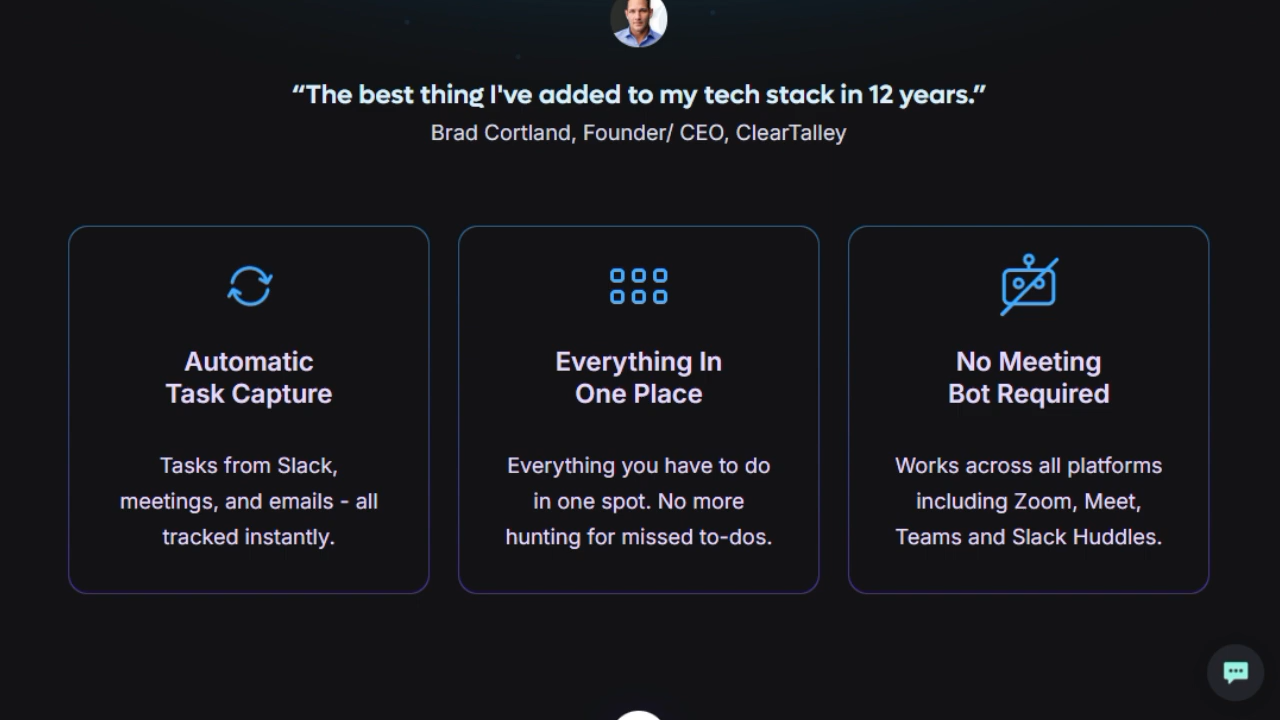 “The best thing I've added to my tech stack in 12 years.”
Brad Cortland, Founder/ CEO, ClearTalley
Automatic
Task Capture
Tasks from Slack,
meetings, and emails - all
tracked instantly.
Everything In
One Place
Everything you have to do
in one spot. No more
hunting for missed to-dos.
No Meeting
Bot Required
Works across all platforms
including Zoom, Meet,
Teams and Slack Huddles.